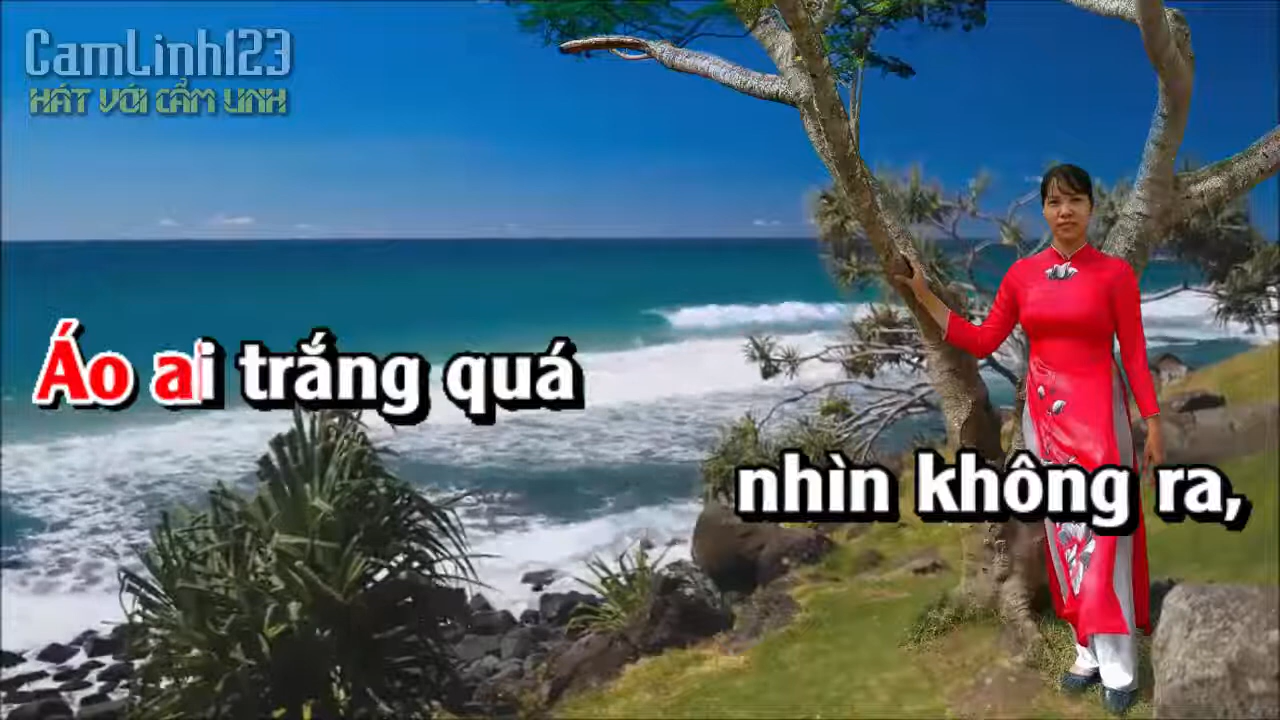 CamLinh123
HÁT VỚI CẨM LINH
Áo ai trắng quá
nhìn không ra,